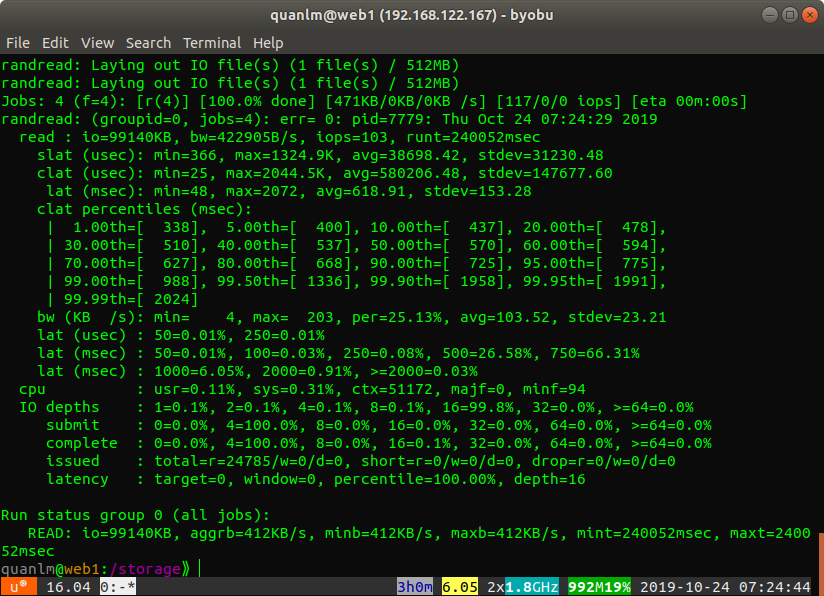 quanlm@web1 (192.168.122.167) - byobu
File Edit View Search Terminal Help
randread: Laying out IO file(s) (1 file(s) / 512MB)
randread: Laying out IO file(s) (1 file(s) / 512MB)
Jobs: 4 (f=4): [r(4)] [100.0% done] [471KB/0KB/0KB /s] [117/0/0 iops] [eta 00m:00s]
randread: (groupid=0, jobs=4): err= 0: pid=7779: Thu Oct 24 07:24:29 2019
  read : io=99140KB, bw=422905B/s, iops=103, runt=240052msec
    slat (usec): min=366, max=1324.9K, avg=38698.42, stdev=31230.48
    clat (usec): min=25, max=2044.5K, avg=580206.48, stdev=147677.60
     lat (msec): min=48, max=2072, avg=618.91, stdev=153.28
    clat percentiles (msec):
     |  1.00th=[  338],  5.00th=[  400], 10.00th=[  437], 20.00th=[  478],
     | 30.00th=[  510], 40.00th=[  537], 50.00th=[  570], 60.00th=[  594],
     | 70.00th=[  627], 80.00th=[  668], 90.00th=[  725], 95.00th=[  775],
     | 99.00th=[  988], 99.50th=[ 1336], 99.90th=[ 1958], 99.95th=[ 1991],
     | 99.99th=[ 2024]
    bw (KB  /s): min=    4, max=  203, per=25.13%, avg=103.52, stdev=23.21
    lat (usec) : 50=0.01%, 250=0.01%
    lat (msec) : 50=0.01%, 100=0.03%, 250=0.08%, 500=26.58%, 750=66.31%
    lat (msec) : 1000=6.05%, 2000=0.91%, >=2000=0.03%
  cpu          : usr=0.11%, sys=0.31%, ctx=51172, majf=0, minf=94
  IO depths    : 1=0.1%, 2=0.1%, 4=0.1%, 8=0.1%, 16=99.8%, 32=0.0%, >=64=0.0%
     submit    : 0=0.0%, 4=100.0%, 8=0.0%, 16=0.0%, 32=0.0%, 64=0.0%, >=64=0.0%
     complete  : 0=0.0%, 4=100.0%, 8=0.0%, 16=0.1%, 32=0.0%, 64=0.0%, >=64=0.0%
     issued    : total=r=24785/w=0/d=0, short=r=0/w=0/d=0, drop=r=0/w=0/d=0
     latency   : target=0, window=0, percentile=100.00%, depth=16
Run status group 0 (all jobs):
   READ: io=99140KB, aggrb=412KB/s, minb=412KB/s, maxb=412KB/s, mint=240052msec, maxt=2400
52msec
quanlm@web1:/storage⟫
u® 16.04 0:-* 3h0m 6.05 2x1.8GHz 992M19% 2019-10-24 07:24:44